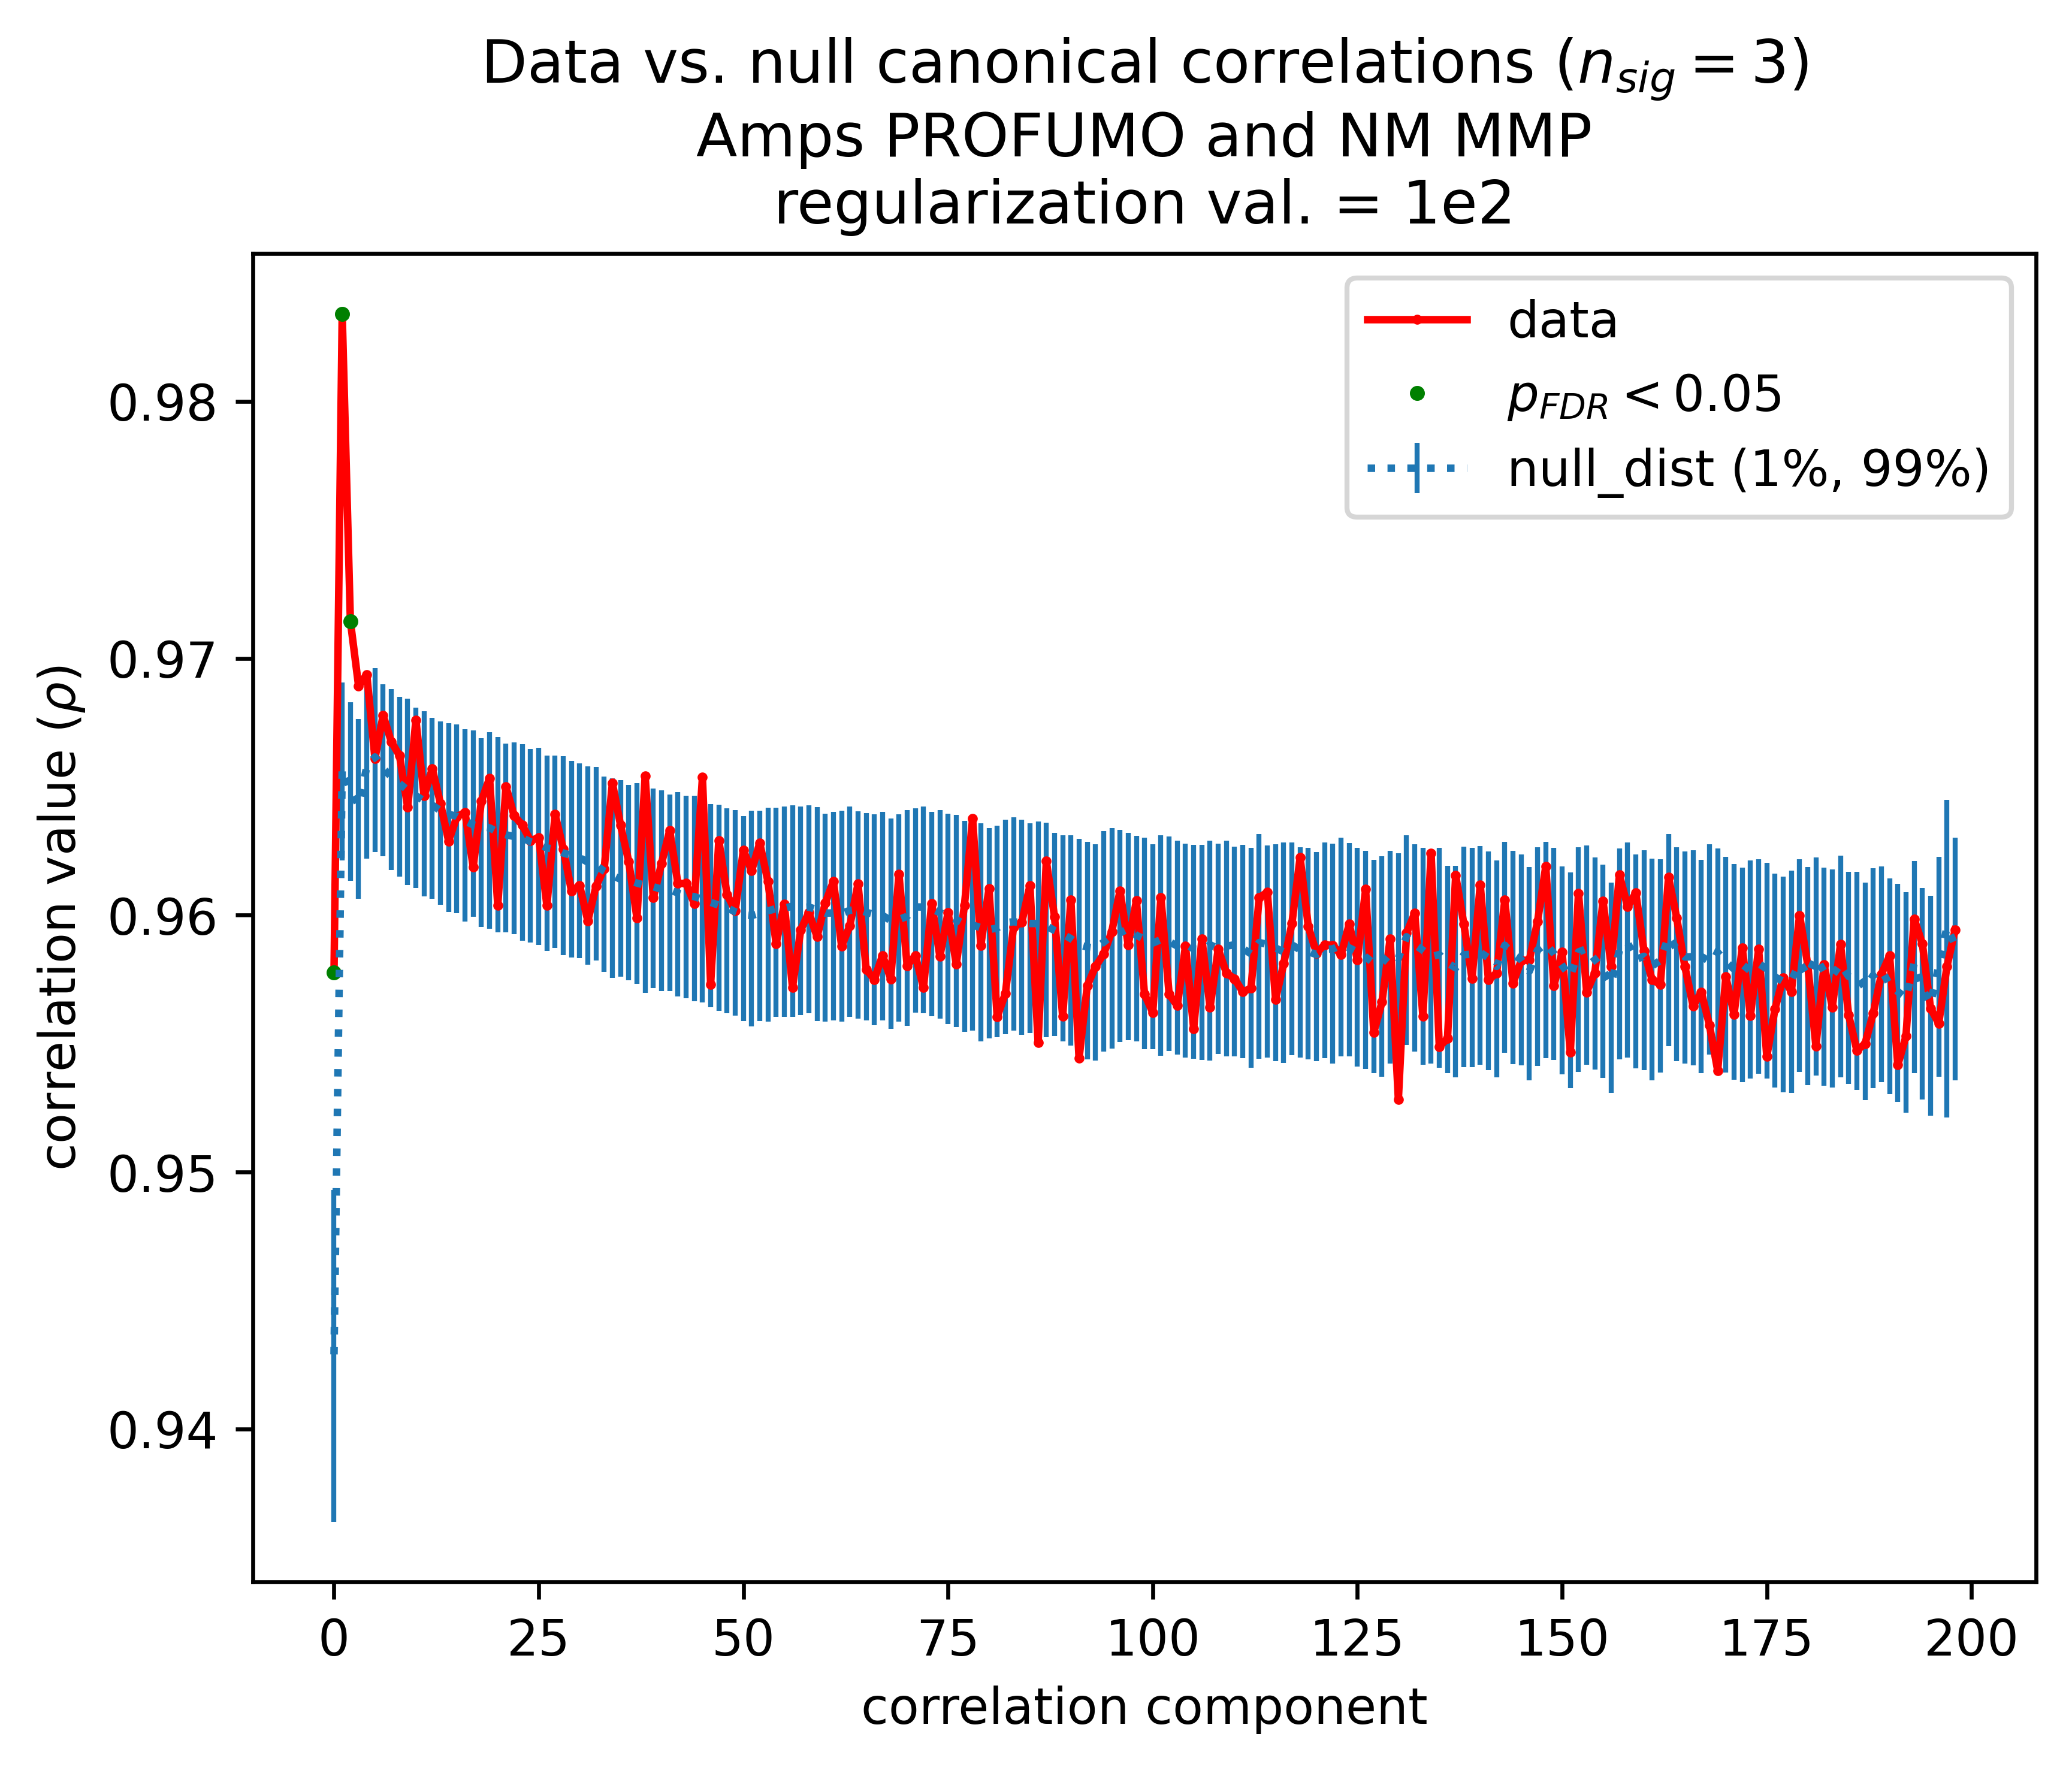 Data vs. null canonical correlations (n_sig = 3)
Amps PROFUMO and NM MMP
regularization val. = 1e2
data
p_FDR < 0.05
null_dist (1%, 99%)
correlation value (ρ)
0.98
0.97
0.96
0.95
0.94
0 25 50 75 100 125 150 175 200
correlation component